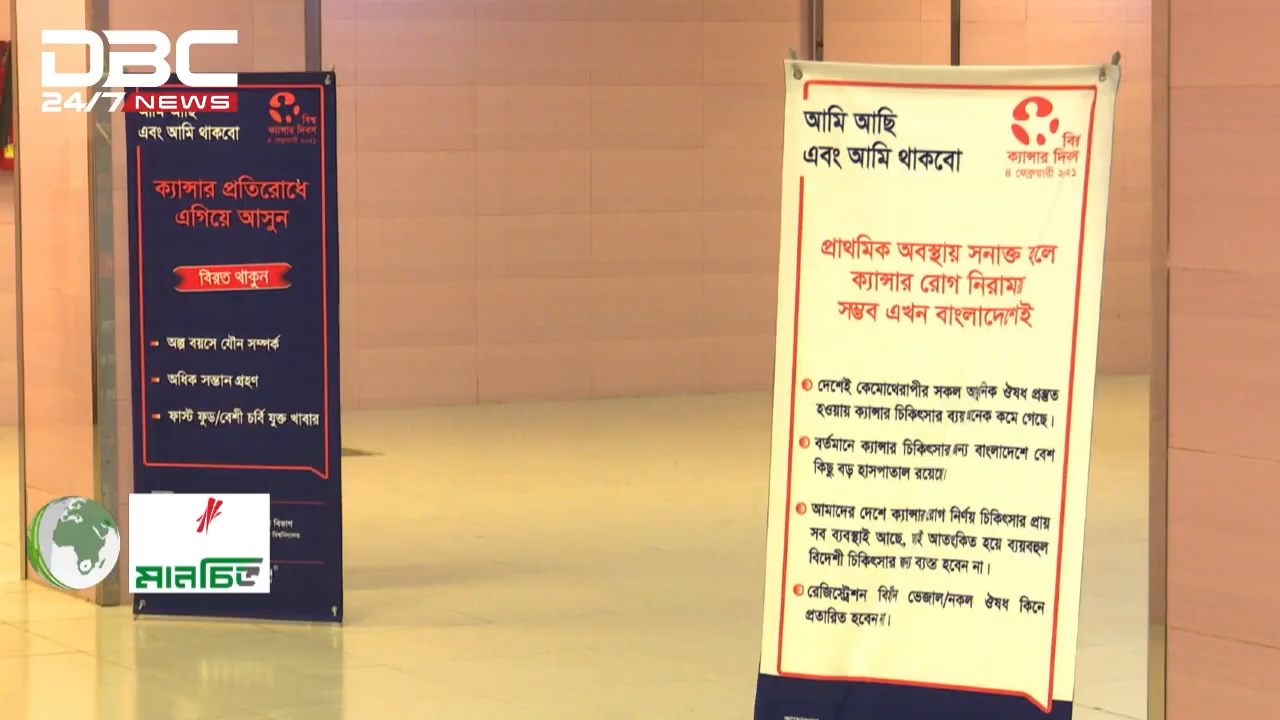 DBC
24/7 NEWS
আমি আছি
এবং আমি থাকবো
বিশ্ব
ক্যান্সার দিবস
৪ ফেব্রুয়ারী ২০২১
ক্যান্সার প্রতিরোধে
এগিয়ে আসুন
বিরত থাকুন
অল্প বয়সে যৌন সম্পর্ক
অধিক সন্তান গ্রহণ
ফাস্ট ফুড/বেশী চর্বি যুক্ত খাবার
বিভাগ
মানচিত্র
আমি আছি
এবং আমি থাকবো
বিশ্ব
ক্যান্সার দিবস
৪ ফেব্রুয়ারী ২০২১
প্রাথমিক অবস্থায় সনাক্ত হলে
ক্যান্সার রোগ নিরাময়
সম্ভব এখন বাংলাদেশেই
দেশেই কেমোথেরাপীর সকল আধুনিক ঔষধ প্রস্তুত
হওয়ায় ক্যান্সার চিকিৎসার ব্যয় অনেক কমে গেছে।
বর্তমানে ক্যান্সার চিকিৎসার জন্য বাংলাদেশে বেশ
কিছু বড় হাসপাতাল রয়েছে।
আমাদের দেশে ক্যান্সার রোগ নির্ণয় চিকিৎসার প্রায়
সব ব্যবস্থাই আছে, তাই আতংকিত হয়ে ব্যয়বহুল
বিদেশী চিকিৎসার জন্য ব্যস্ত হবেন না।
রেজিস্ট্রেশন বিহীন ভেজাল/নকল ঔষধ কিনে
প্রতারিত হবেন না।